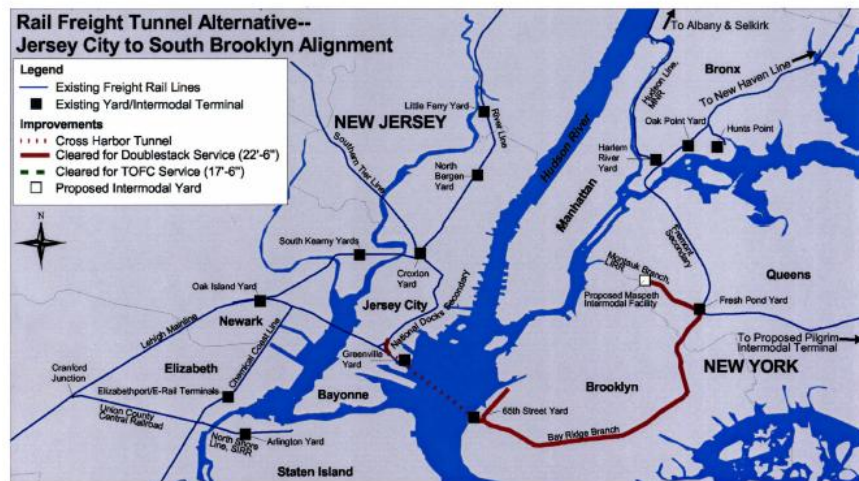 Rail Freight Tunnel Alternative--
Jersey City to South Brooklyn Alignment
Legend
Existing Freight Rail Lines
Existing Yard/Intermodal Terminal
Improvements
Cross Harbor Tunnel
Cleared for Doublestack Service (22'-6")
Cleared for TOFC Service (17'-6")
Proposed Intermodal Yard
N
To Albany & Selkirk
Bronx
To New Haven Line
Hudson Line, MNR
Oak Point Yard
Hunts Point
Harlem
River
Yard
Little Ferry Yard
NEW JERSEY
River Line
Southern Tier Line
North
Bergen
Yard
Hudson River
Manhattan
South Kearny Yards
Croxton
Yard
Fremont
Secondary
Montauk Branch,
LIRR
Queens
Proposed Maspeth
Intermodal Facility
Fresh Pond Yard
Oak Island Yard
Jersey City
National Docks Secondary
Newark
Lehigh Mainline
Chemical Coast Line
Greenville
Yard
To Proposed Pilgrim
Intermodal Terminal
NEW YORK
Elizabeth
Cranford
Junction
Elizabethport/E-Rail Terminals
Bayonne
Brooklyn
65th Street Yard
Union County
Central Railroad
North Shore
Line, SIRR
Arlington Yard
Bay Ridge Branch
Staten Island